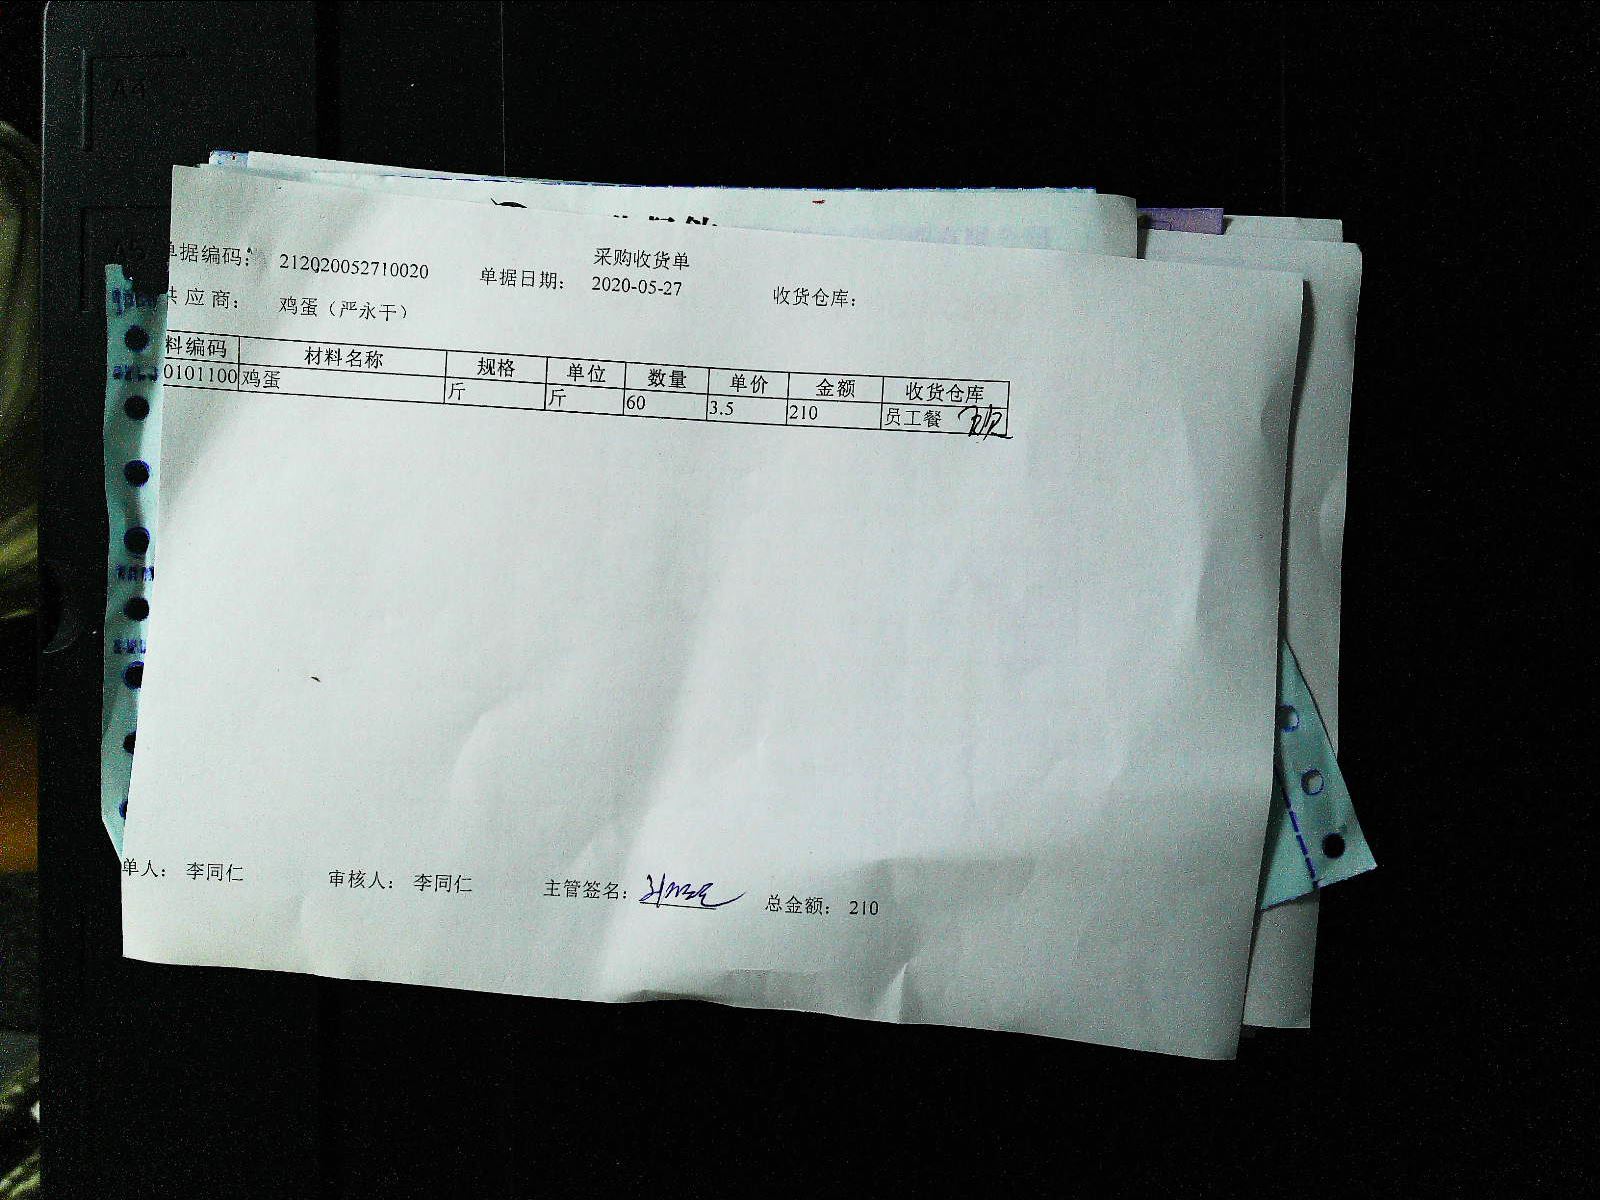 采购收货单
单据编码： 212020052710020 单据日期： 2020-05-27 收货仓库：
供应商： 鸡蛋（严永干）
料编码 材料名称 规格 单位 数量 单价 金额 收货仓库
0101100 鸡蛋 斤 斤 60 3.5 210 员工餐
单人： 李同仁 审核人： 李同仁 主管签名： 总金额： 210